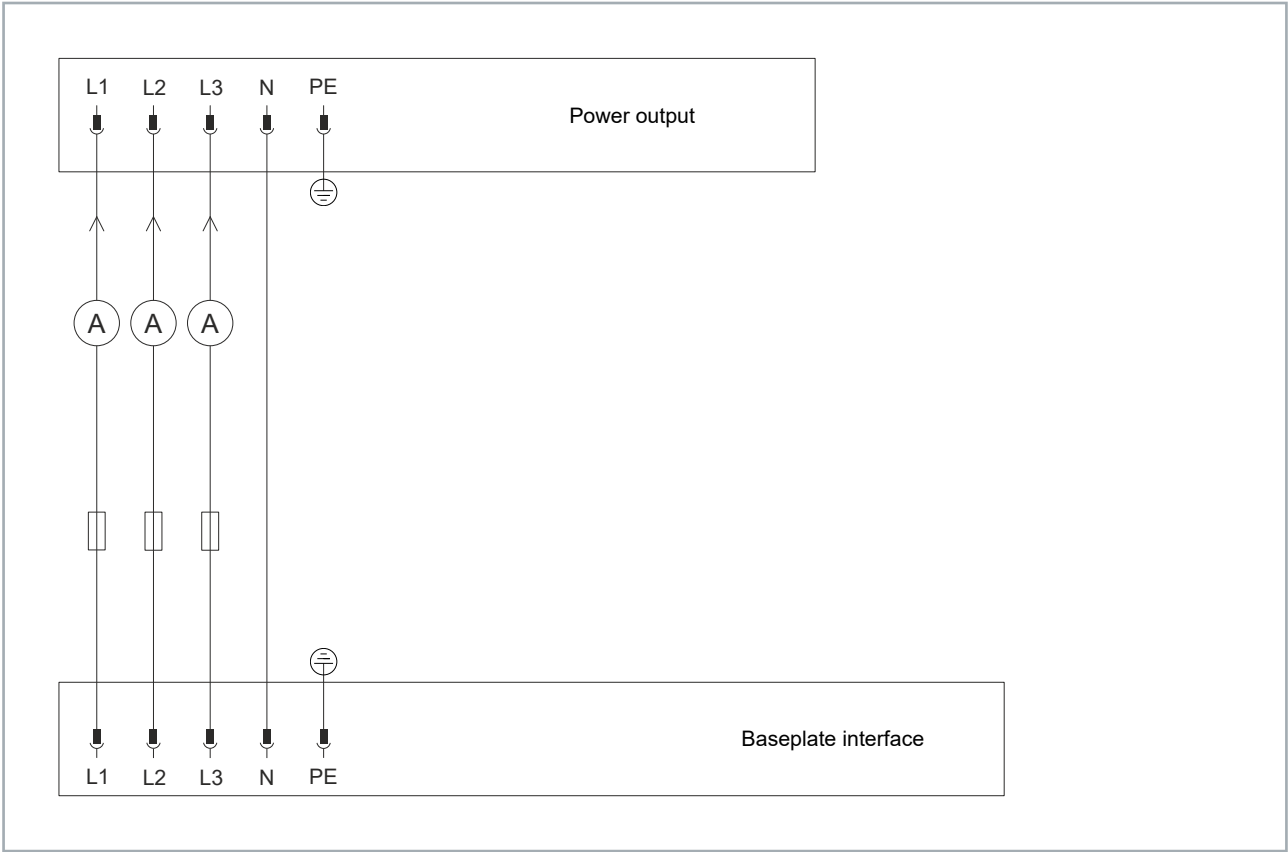 L1 L2 L3 N PE
Power output
A A A
Baseplate interface
L1 L2 L3 N PE